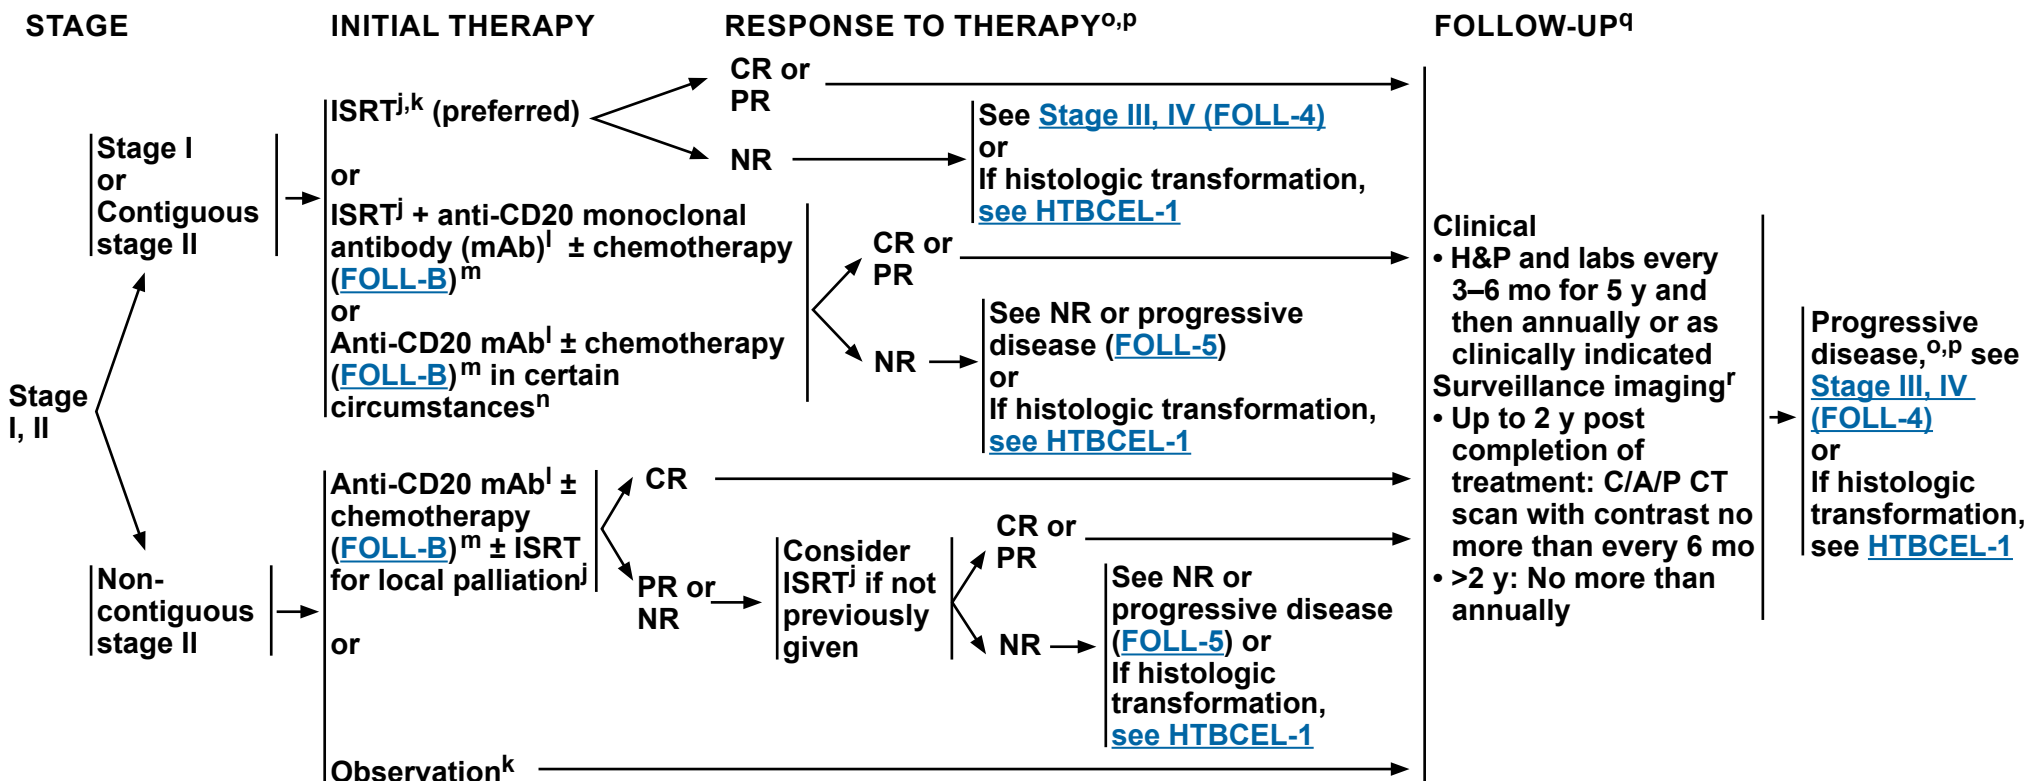 STAGE
INITIAL THERAPY
RESPONSE TO THERAPYo,p
FOLLOW-UPq
Stage
I, II
Stage I
or
Contiguous
stage II
ISRTj,k (preferred)
or
ISRTj + anti-CD20 monoclonal
antibody (mAb)l ± chemotherapy
(FOLL-B)m
or
Anti-CD20 mAbl ± chemotherapy
(FOLL-B)m in certain
circumstancesn
CR or
PR
NR
See Stage III, IV (FOLL-4)
or
If histologic transformation,
see HTBCEL-1
CR or
PR
NR
See NR or progressive
disease (FOLL-5)
or
If histologic transformation,
see HTBCEL-1
Non-
contiguous
stage II
Anti-CD20 mAbl ±
chemotherapy
(FOLL-B)m ± ISRT
for local palliationj
or
Observationk
CR
PR or
NR
Consider
ISRTj if not
previously
given
CR or
PR
NR
See NR or
progressive disease
(FOLL-5) or
If histologic
transformation,
see HTBCEL-1
Clinical
• H&P and labs every
3–6 mo for 5 y and
then annually or as
clinically indicated
Surveillance imagingr
• Up to 2 y post
completion of
treatment: C/A/P CT
scan with contrast no
more than every 6 mo
• >2 y: No more than
annually
Progressive
disease,o,p see
Stage III, IV
(FOLL-4)
or
If histologic
transformation,
see HTBCEL-1